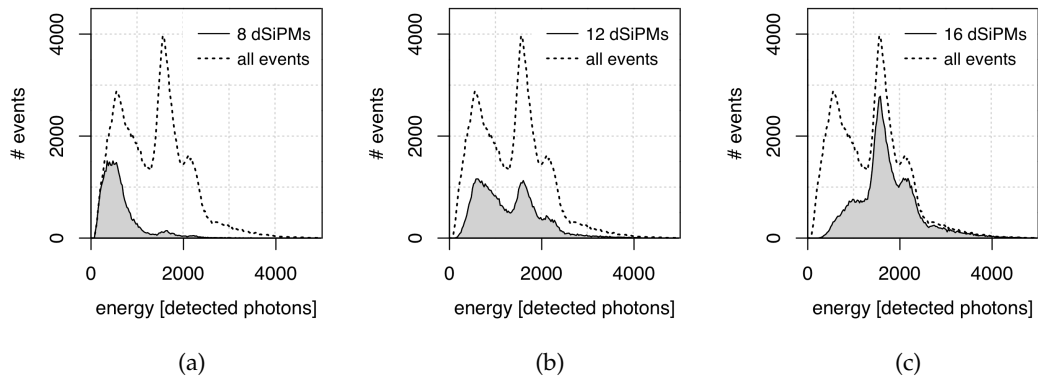 8 dSiPMs
all events
# events
0 2000 4000
0 2000 4000
energy [detected photons]
(a)
12 dSiPMs
all events
# events
0 2000 4000
0 2000 4000
energy [detected photons]
(b)
16 dSiPMs
all events
# events
0 2000 4000
0 2000 4000
energy [detected photons]
(c)